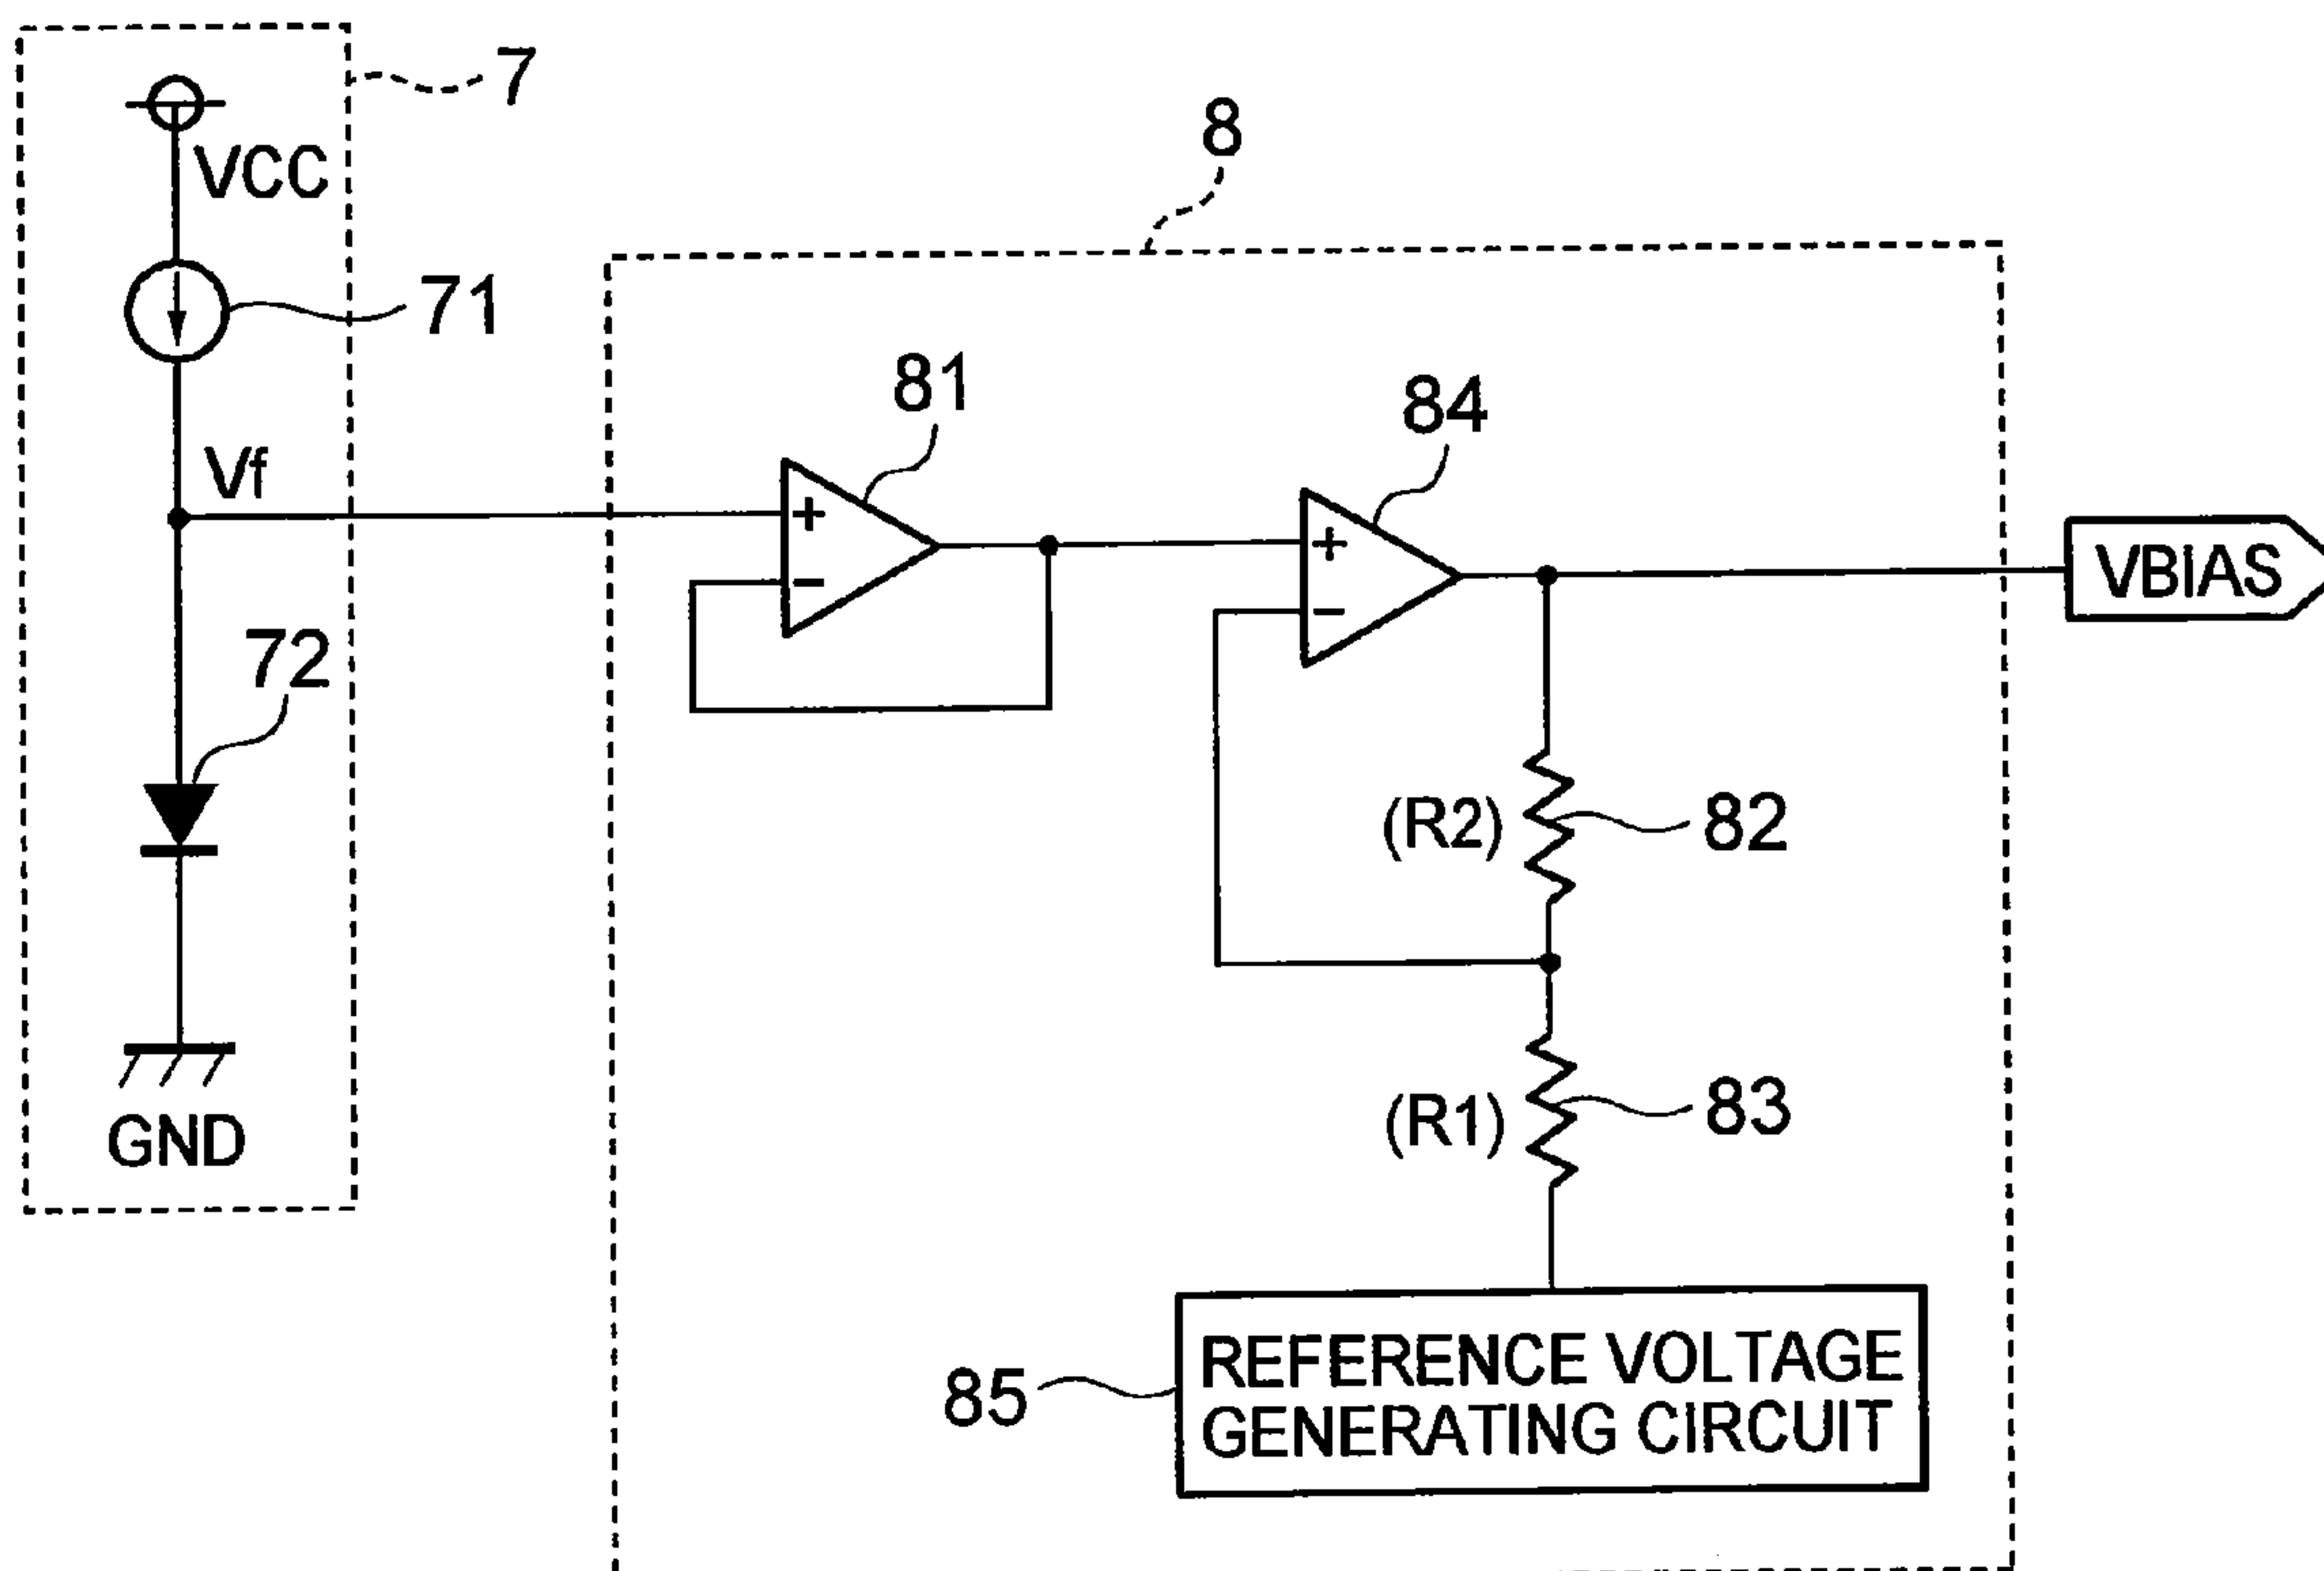 7
VCC
8
71
81
84
Vf
VBIAS
72
(R2)
82
(R1)
83
GND
REFERENCE VOLTAGE
GENERATING CIRCUIT
85
+
−
+
−